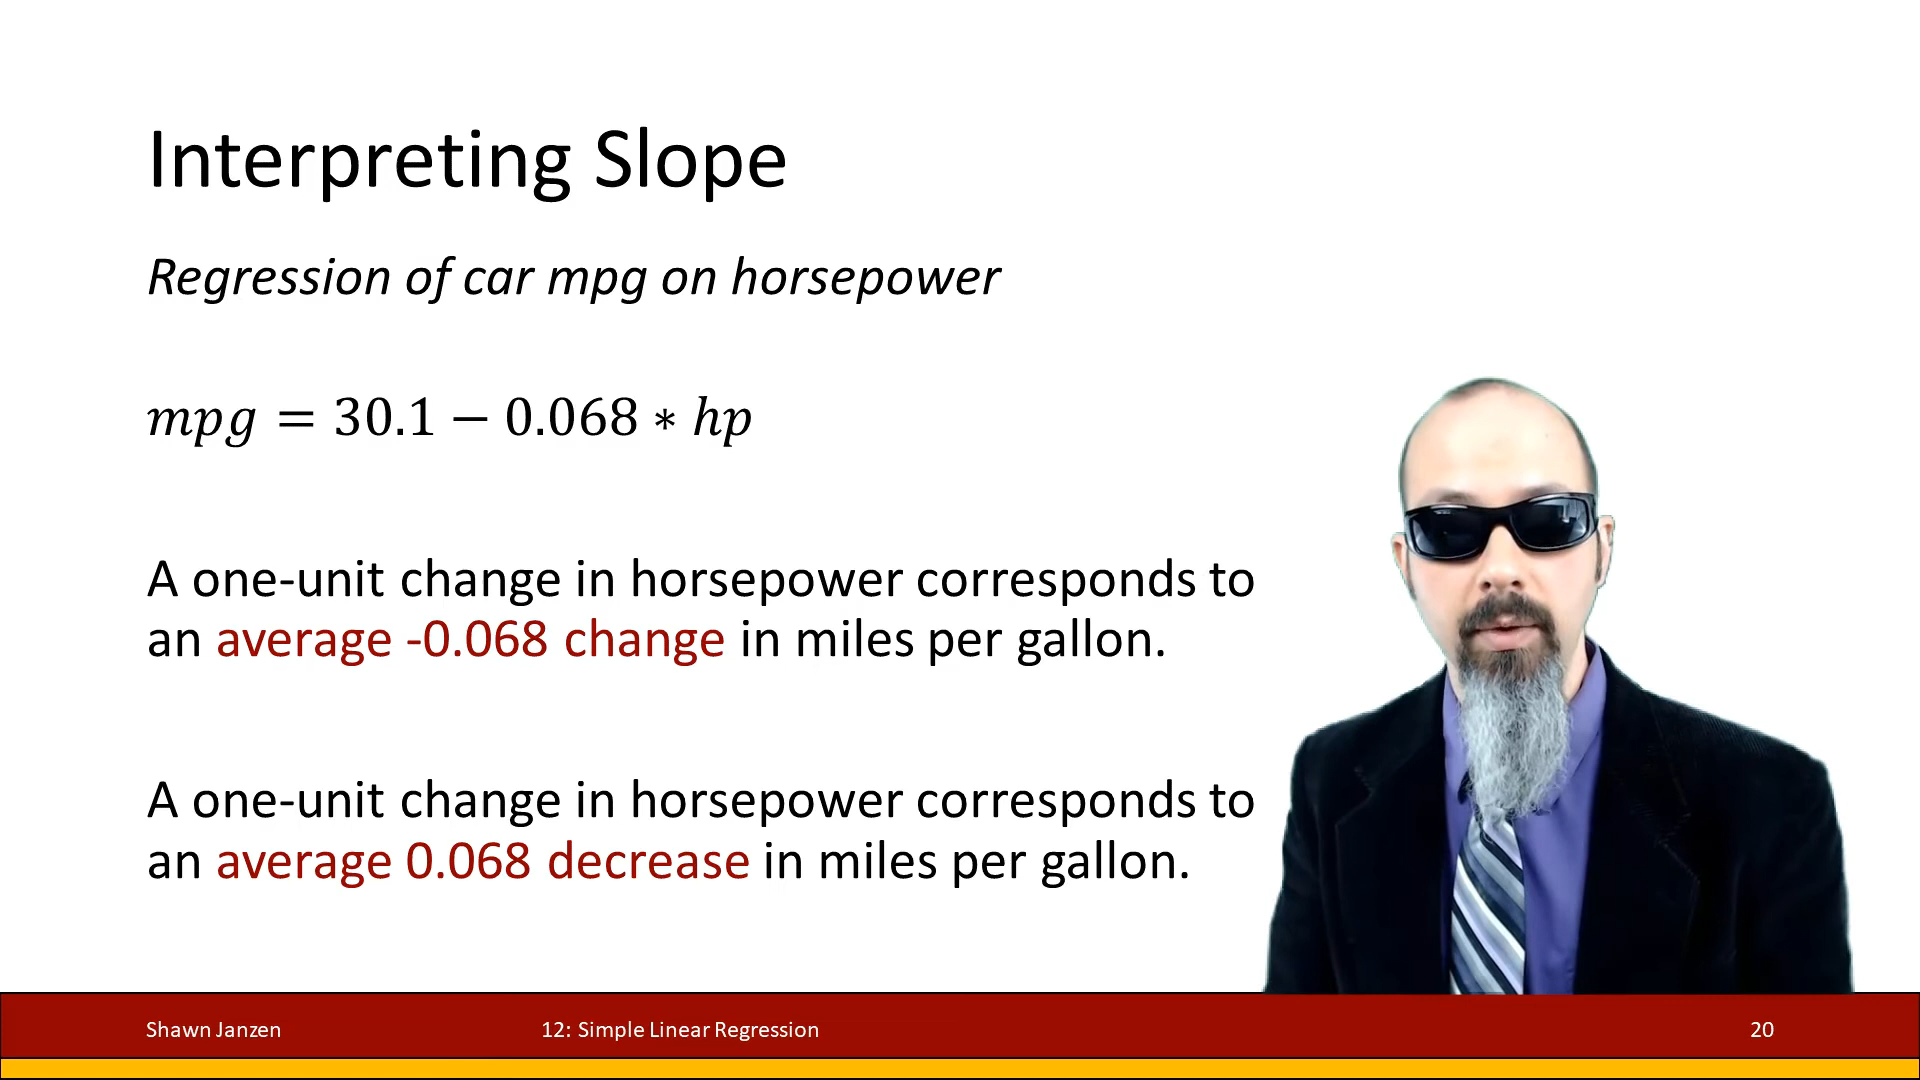 Interpreting Slope
Regression of car mpg on horsepower
mpg = 30.1 − 0.068 ∗ hp
A one-unit change in horsepower corresponds to
an average -0.068 change in miles per gallon.
A one-unit change in horsepower corresponds to
an average 0.068 decrease in miles per gallon.
Shawn Janzen 12: Simple Linear Regression 20